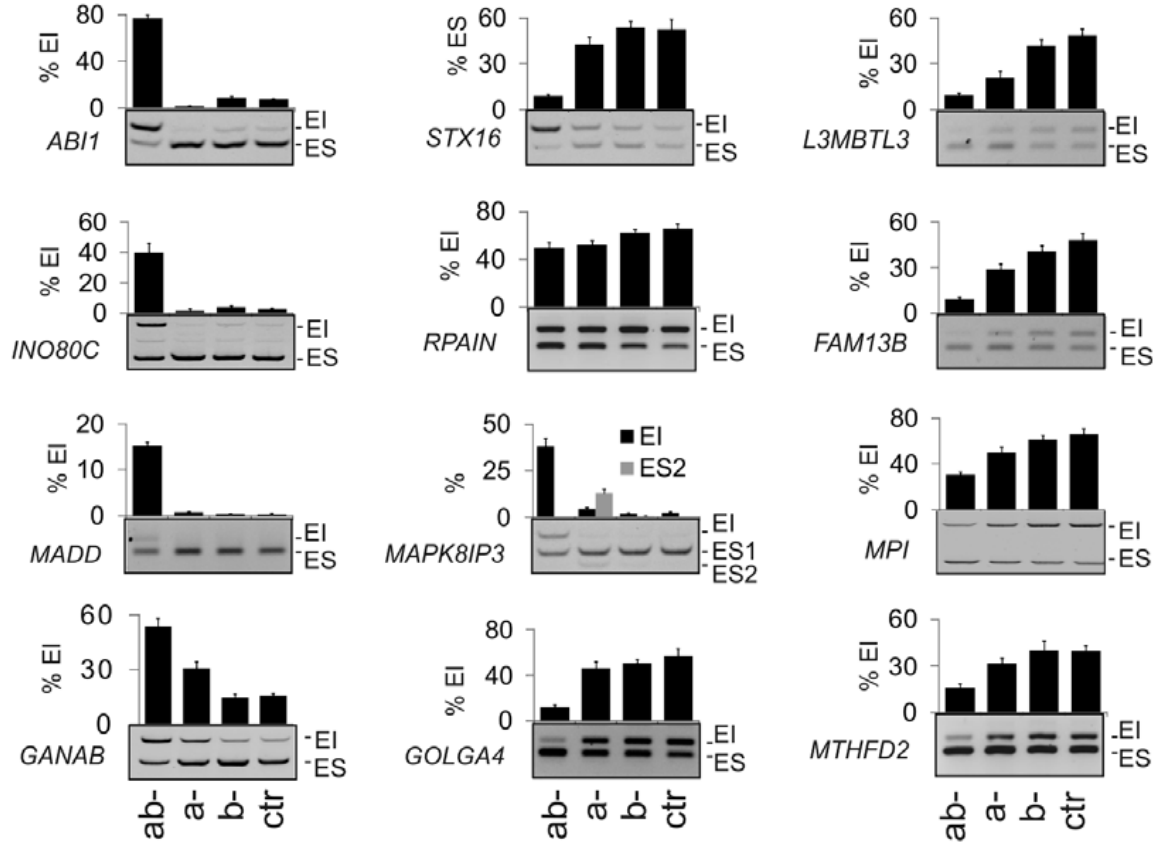 80
40
0
% EI
EI
ES
ABI1
60
30
0
% ES
EI
ES
STX16
60
30
0
% EI
EI
ES
L3MBTL3
60
40
20
0
% EI
EI
ES
INO80C
80
40
0
% EI
EI
ES
RPAIN
60
30
0
% EI
EI
ES
FAM13B
20
10
0
% EI
EI
ES
MADD
50
25
0
%
EI
ES2
EI
ES1
ES2
MAPK8IP3
80
40
0
% EI
EI
ES
MPI
60
30
0
% EI
EI
ES
GANAB
80
40
0
% EI
EI
ES
GOLGA4
60
30
0
% EI
EI
ES
MTHFD2
ab- a- b- ctr
ab- a- b- ctr
ab- a- b- ctr